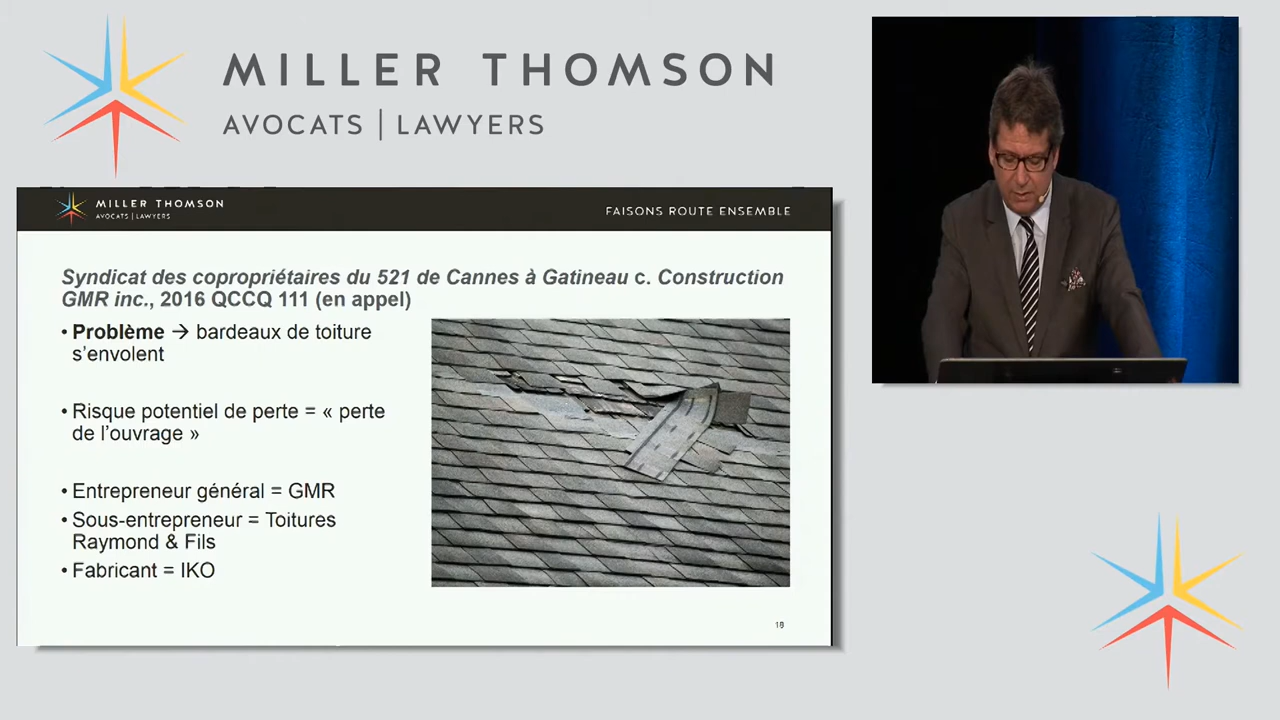 MILLER THOMSON
AVOCATS | LAWYERS
MILLER THOMSON
AVOCATS | LAWYERS
FAISONS ROUTE ENSEMBLE
Syndicat des copropriétaires du 521 de Cannes à Gatineau c. Construction
GMR inc., 2016 QCCQ 111 (en appel)
• Problème → bardeaux de toiture
s’envolent
• Risque potentiel de perte = « perte
de l’ouvrage »
• Entrepreneur général = GMR
• Sous-entrepreneur = Toitures
Raymond & Fils
• Fabricant = IKO
18